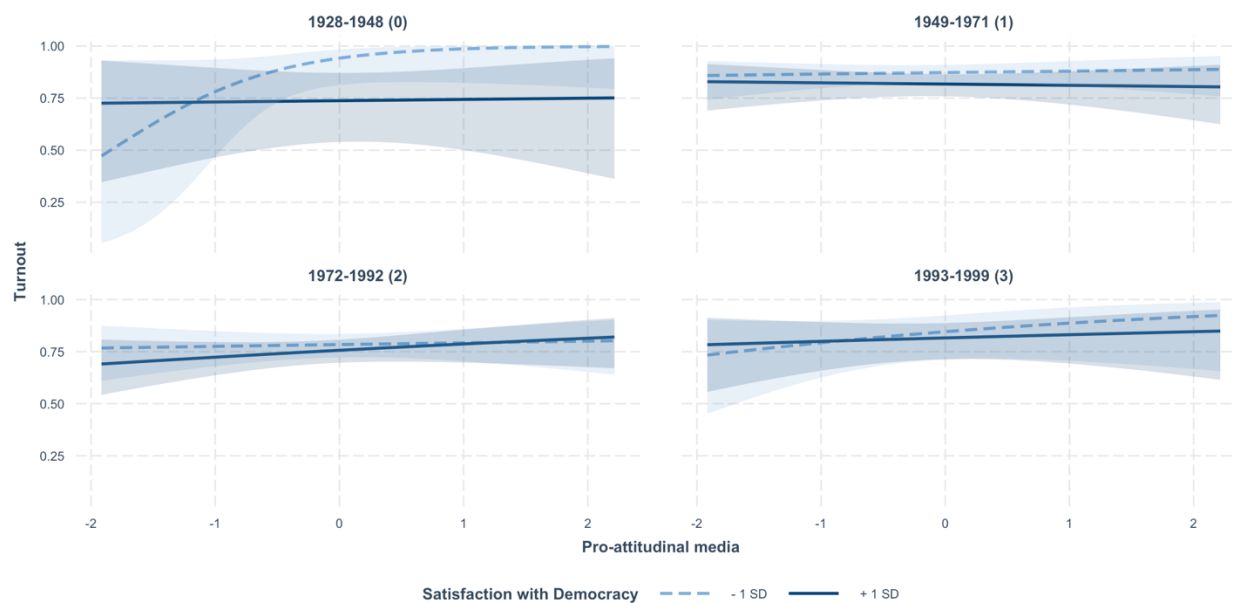 1928-1948 (0)
1949-1971 (1)
1.00
0.75
0.50
0.25
1972-1992 (2)
1993-1999 (3)
1.00
0.75
0.50
0.25
Turnout
-2 -1 0 1 2
-2 -1 0 1 2
Pro-attitudinal media
Satisfaction with Democracy - 1 SD + 1 SD